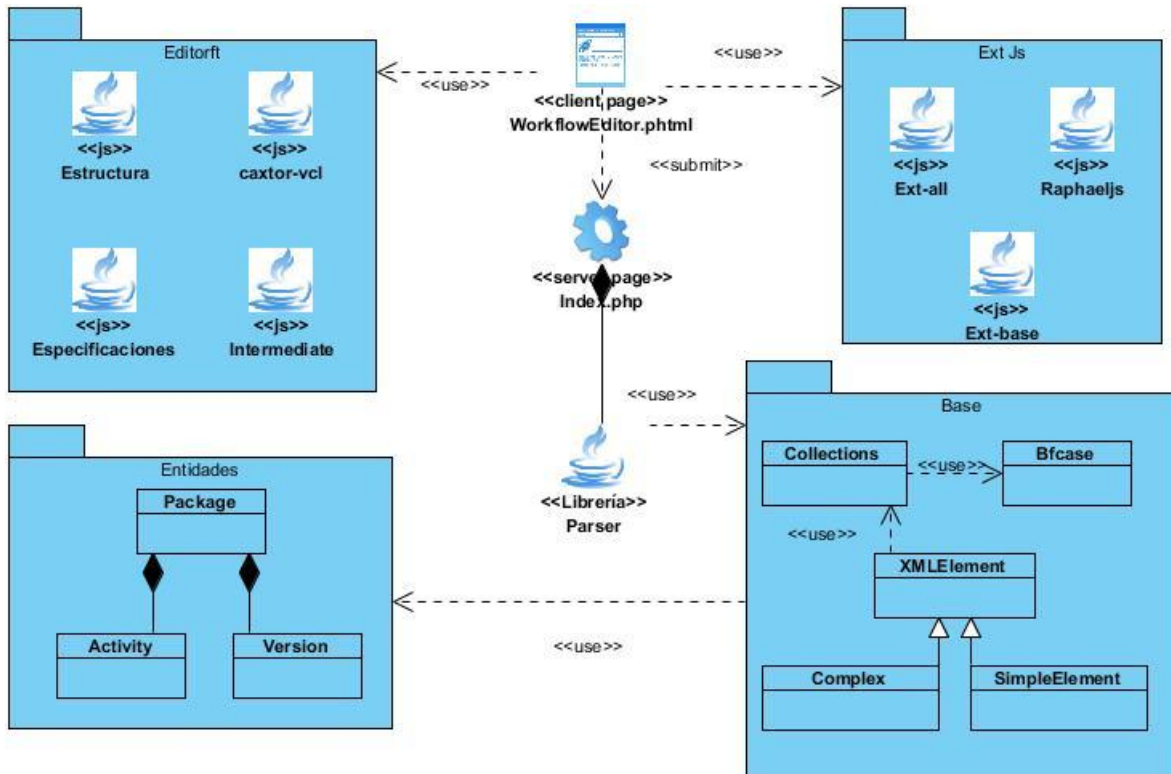 Editorft
<<js>>
Estructura
<<js>>
caxtor-vcl
<<js>>
Especificaciones
<<js>>
Intermediate
<<use>>
<<client page>>
WorkflowEditor.phtml
<<use>>
<<submit>>
<<server page>>
Index.php
Ext Js
<<js>>
Ext-all
<<js>>
Raphaeljs
<<js>>
Ext-base
<<use>>
<<Librería>>
Parser
Entidades
Package
Activity
Version
<<use>>
Base
Collections
<<use>>
Bfcase
<<use>>
XMLElement
Complex
SimpleElement